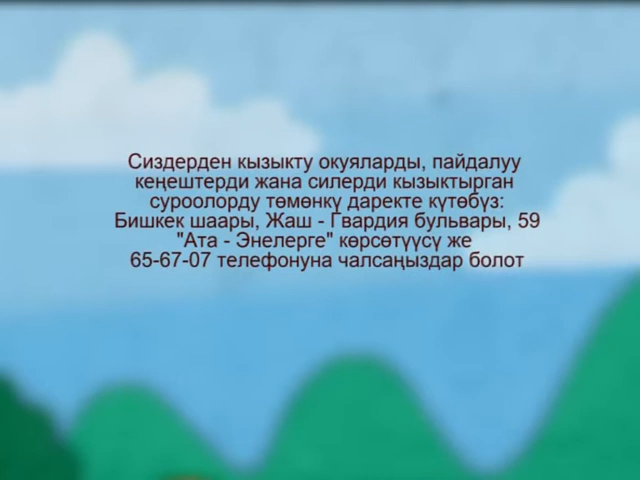 Сиздерден кызыкту окуяларды, пайдалуу
кеңештерди жана силерди кызыктырган
суроолорду төмөнкү даректе күтөбүз:
Бишкек шаары, Жаш - Гвардия бульвары, 59
"Ата - Энелерге" көрсөтүүсү же
65-67-07 телефонуна чалсаңыздар болот